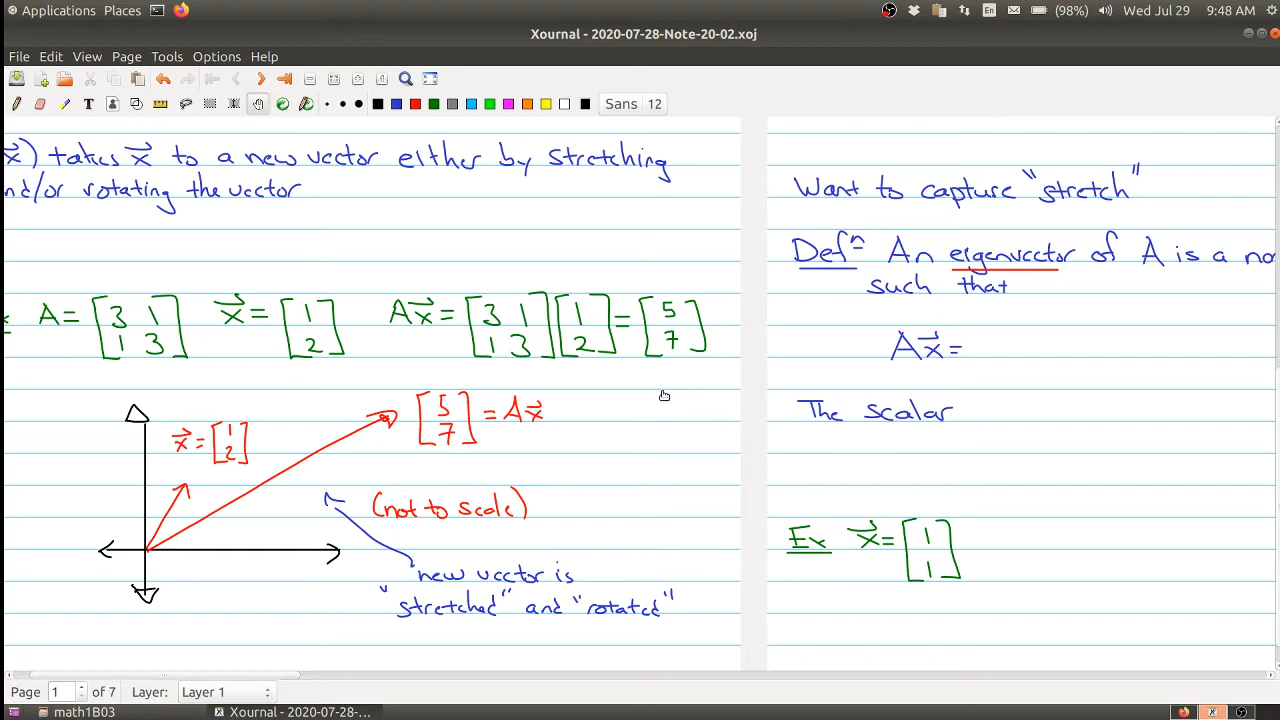 Applications Places En (98%) Wed Jul 29 9:48 AM
Xournal - 2020-07-28-Note-20-02.xoj
File Edit View Page Tools Options Help
Sans 12
x⃗) takes x⃗ to a new vector either by stretching
nd/or rotating the vector
A = [3 1; 1 3] x⃗ = [1; 2] Ax⃗ = [3 1; 1 3][1; 2] = [5; 7]
x⃗ = [1; 2]
[5; 7] = Ax⃗
(not to scale)
new vector is
"stretched" and "rotated"
Want to capture "stretch"
Defⁿ An eigenvector of A is a no
such that
Ax⃗ =
The scalar
Ex x⃗ = [1; 1]
Page 1 of 7 Layer: Layer 1
math1B03 Xournal - 2020-07-28-...